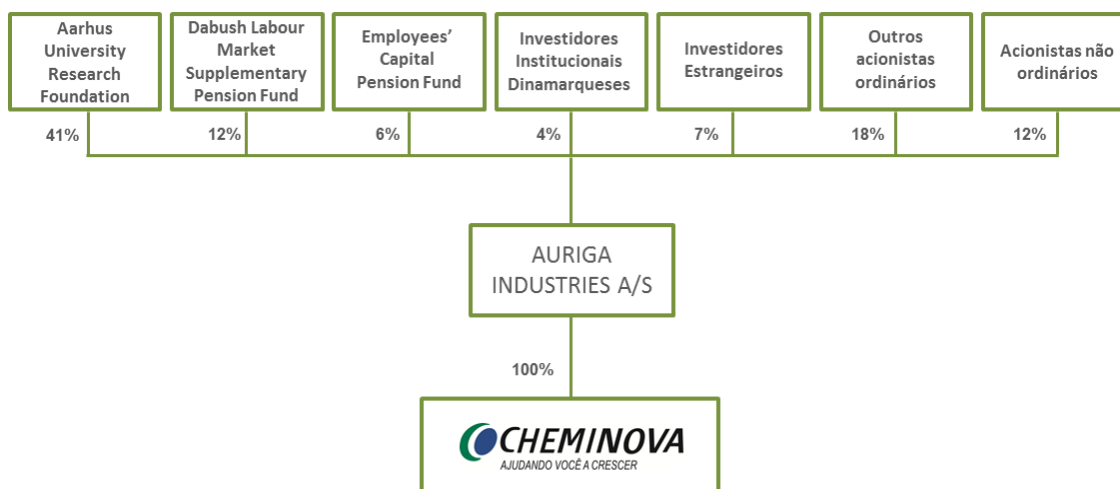 Aarhus
University
Research
Foundation
Dabush Labour
Market
Supplementary
Pension Fund
Employees’
Capital
Pension Fund
Investidores
Institucionais
Dinamarqueses
Investidores
Estrangeiros
Outros
acionistas
ordinários
Acionistas não
ordinários
41%
12%
6%
4%
7%
18%
12%
AURIGA
INDUSTRIES A/S
100%
CHEMINOVA
AJUDANDO VOCÊ A CRESCER